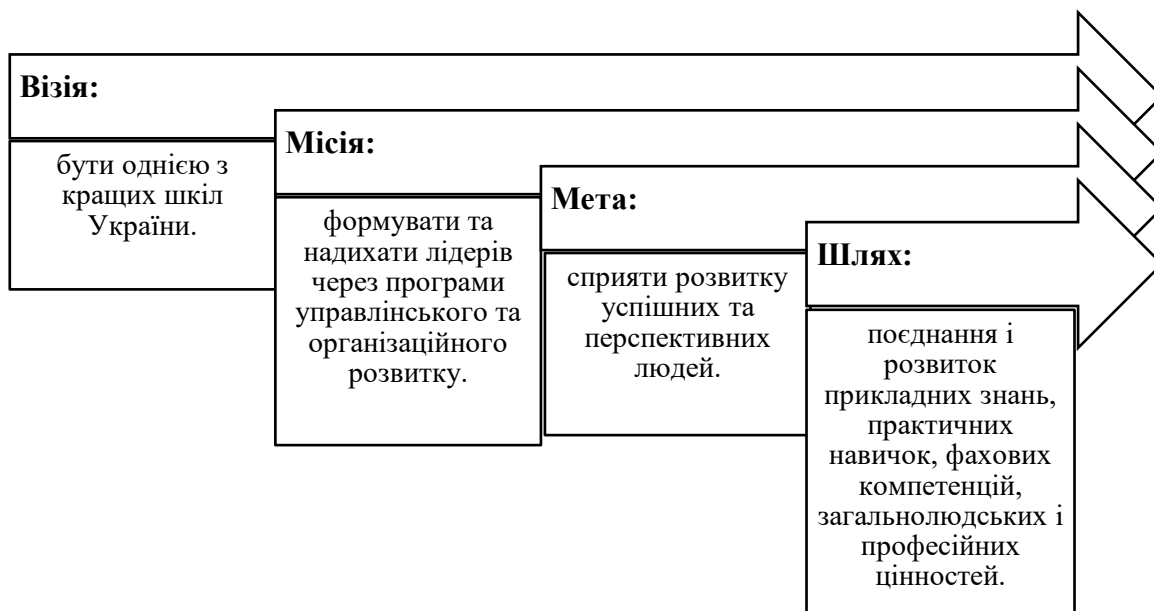 Візія:
бути однією з
кращих шкіл
України.
Місія:
формувати та
надихати лідерів
через програми
управлінського та
організаційного
розвитку.
Мета:
сприяти розвитку
успішних та
перспективних
людей.
Шлях:
поєднання і
розвиток
прикладних знань,
практичних
навичок, фахових
компетенцій,
загальнолюдських і
професійних
цінностей.